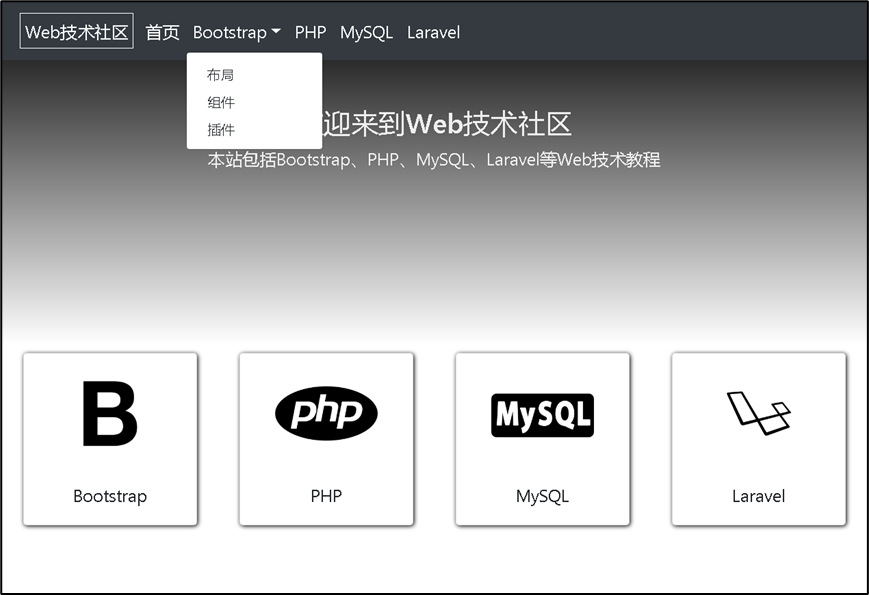 Web技术社区 首页 Bootstrap PHP MySQL Laravel
布局
组件
插件
迎来到Web技术社区
本站包括Bootstrap、PHP、MySQL、Laravel等Web技术教程
B php MySQL
Bootstrap PHP MySQL Laravel